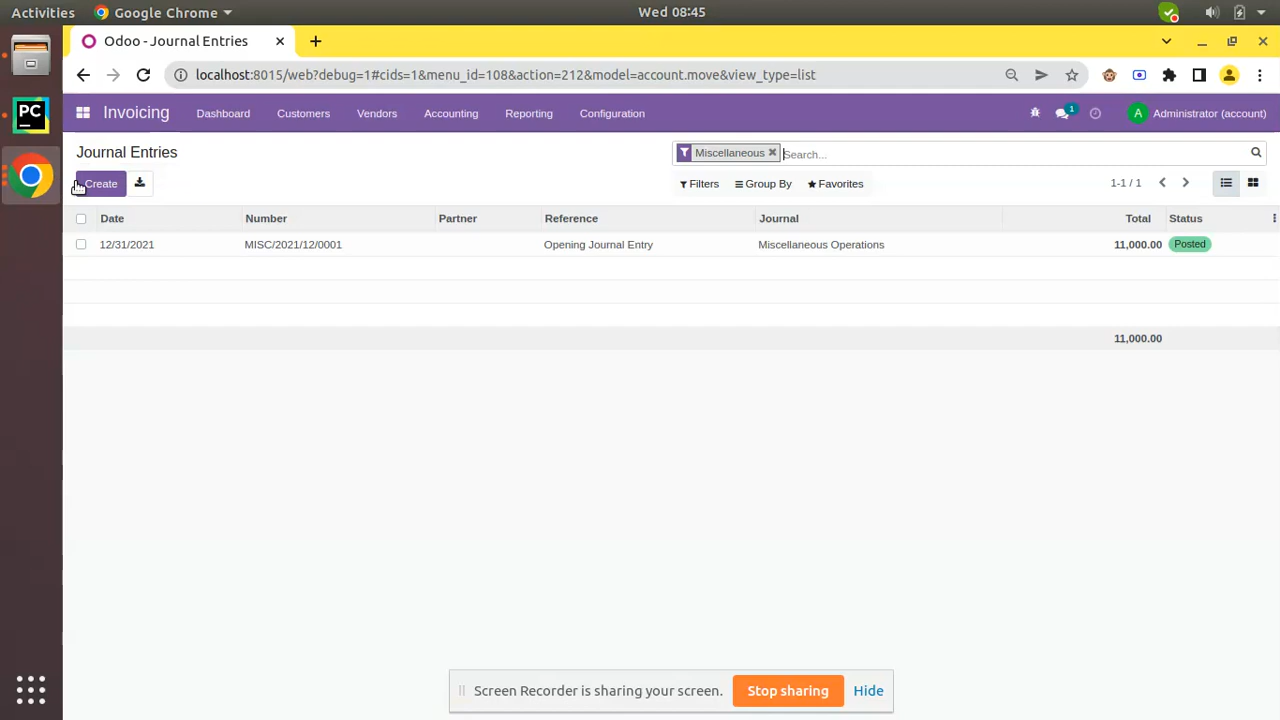 Activities Google Chrome Wed 08:45
Odoo - Journal Entries
localhost:8015/web?debug=1#cids=1&menu_id=108&action=212&model=account.move&view_type=list
Invoicing Dashboard Customers Vendors Accounting Reporting Configuration 1 A Administrator (account)
Journal Entries Miscellaneous Search...
Create Filters Group By Favorites 1-1 / 1
Date Number Partner Reference Journal Total Status
12/31/2021 MISC/2021/12/0001 Opening Journal Entry Miscellaneous Operations 11,000.00 Posted
11,000.00
Screen Recorder is sharing your screen. Stop sharing Hide
PC